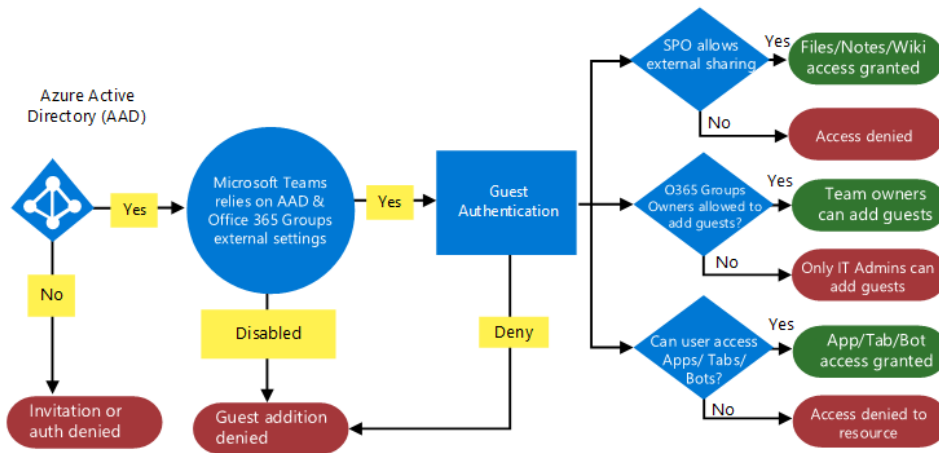 Azure Active
Directory (AAD)
Yes
No
Invitation or
auth denied
Microsoft Teams
relies on AAD &
Office 365 Groups
external settings
Yes
Disabled
Guest addition
denied
Guest
Authentication
Deny
SPO allows
external sharing
Yes
Files/Notes/Wiki
access granted
No
Access denied
O365 Groups
Owners allowed to
add guests?
Yes
Team owners
can add guests
No
Only IT Admins can
add guests
Can user access
Apps/ Tabs/
Bots?
Yes
App/Tab/Bot
access granted
No
Access denied to
resource